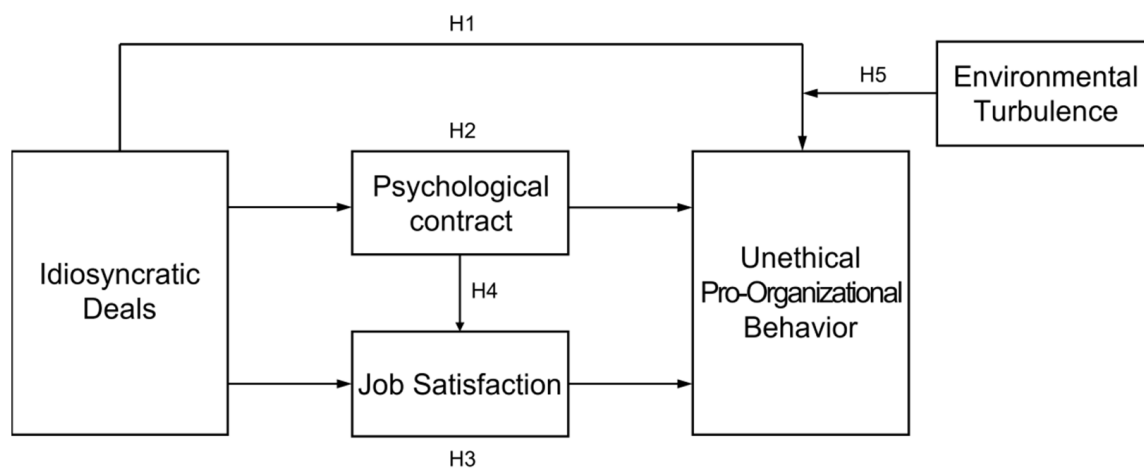 H1
H5
Environmental
Turbulence
H2
Psychological
contract
Idiosyncratic
Deals
H4
Unethical
Pro-Organizational
Behavior
Job Satisfaction
H3